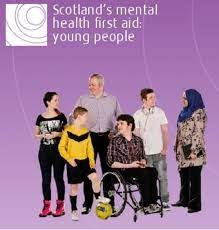 Scotland's mental
health first aid:
young people